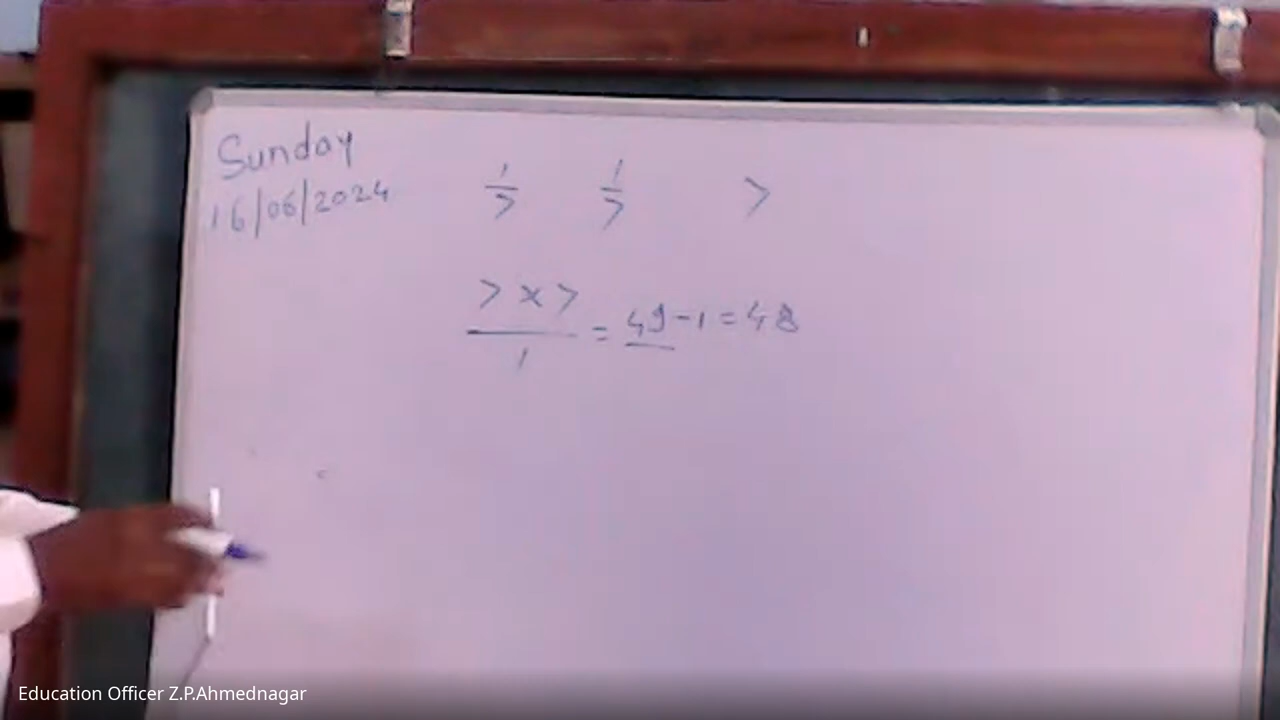 Sunday
16/06/2024
1/7 1/7 7
7 x 7 / 1 = 49 - 1 = 48
Education Officer Z.P.Ahmednagar